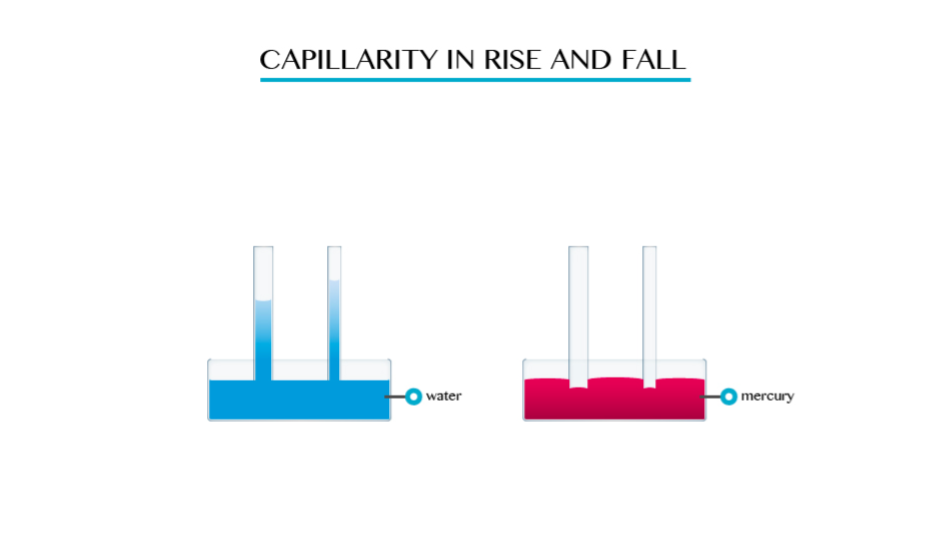 CAPILLARITY IN RISE AND FALL
water
mercury